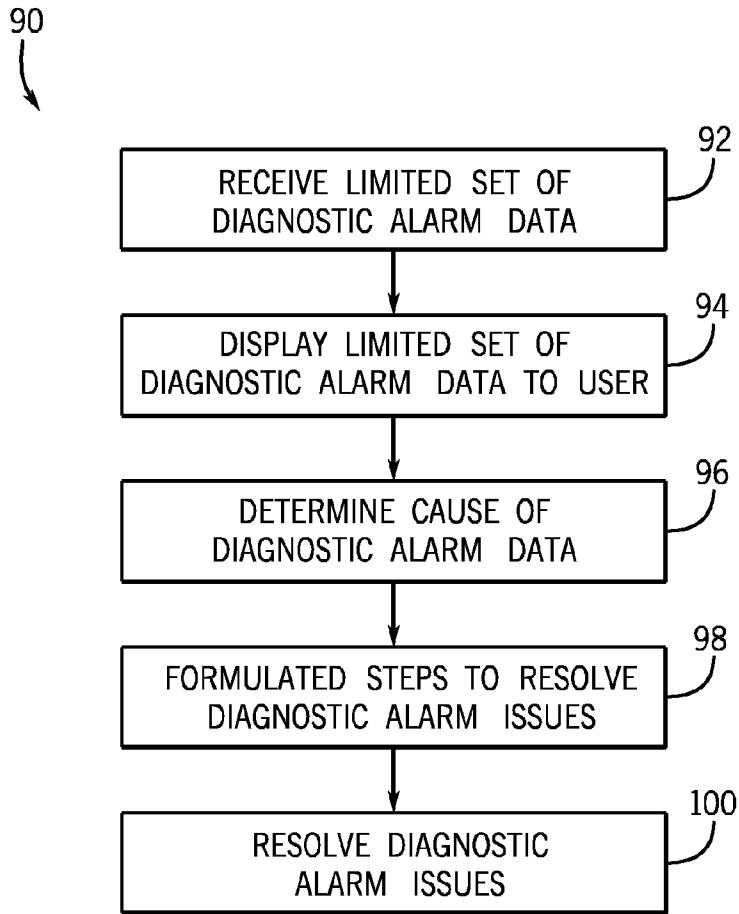 90
92
RECEIVE LIMITED SET OF
DIAGNOSTIC ALARM DATA
94
DISPLAY LIMITED SET OF
DIAGNOSTIC ALARM DATA TO USER
96
DETERMINE CAUSE OF
DIAGNOSTIC ALARM DATA
98
FORMULATED STEPS TO RESOLVE
DIAGNOSTIC ALARM ISSUES
100
RESOLVE DIAGNOSTIC
ALARM ISSUES